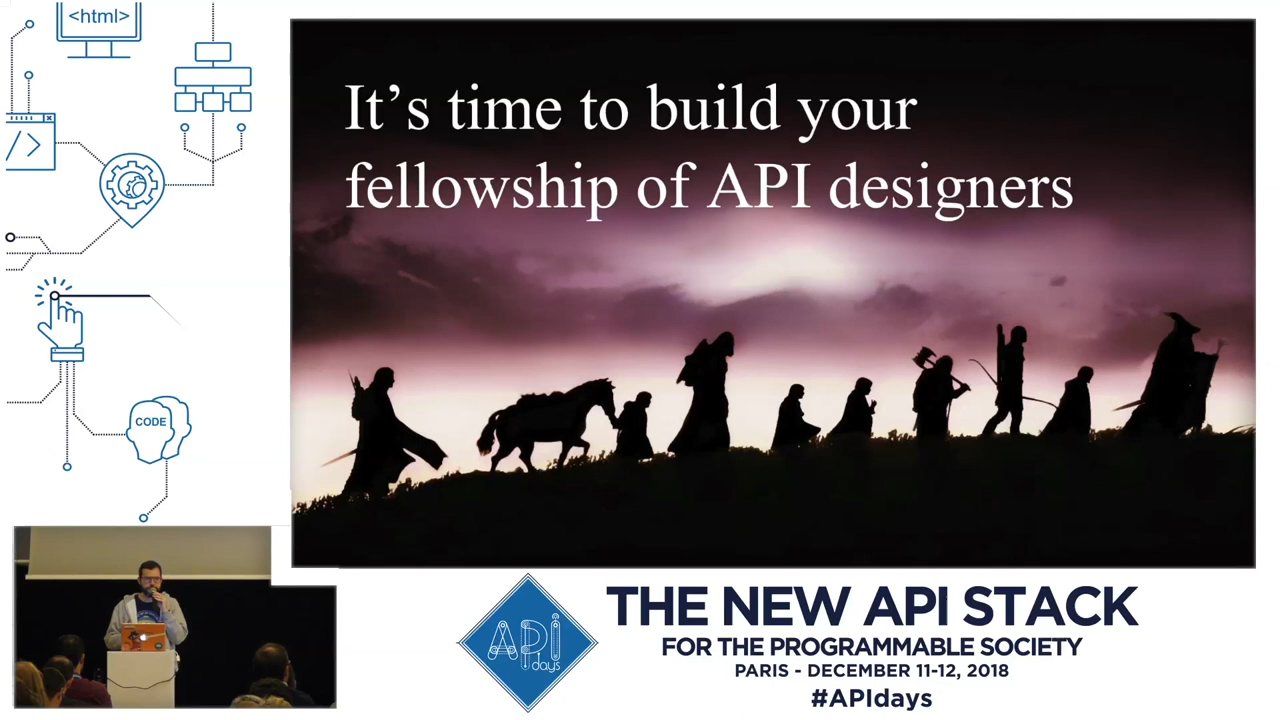 <html>
</>
CODE
It's time to build your
fellowship of API designers
API
days
THE NEW API STACK
FOR THE PROGRAMMABLE SOCIETY
PARIS - DECEMBER 11-12, 2018
#APIdays